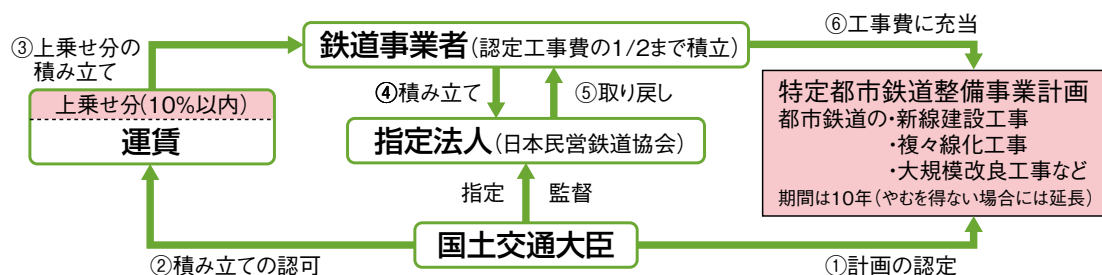 ③上乗せ分の
積み立て
上乗せ分(10%以内)
運賃
鉄道事業者(認定工事費の1/2まで積立)
④積み立て
⑤取り戻し
指定法人(日本民営鉄道協会)
指定 監督
国土交通大臣
②積み立ての認可
⑥工事費に充当
特定都市鉄道整備事業計画
都市鉄道の・新線建設工事
・複々線化工事
・大規模改良工事など
期間は10年(やむを得ない場合には延長)
①計画の認定